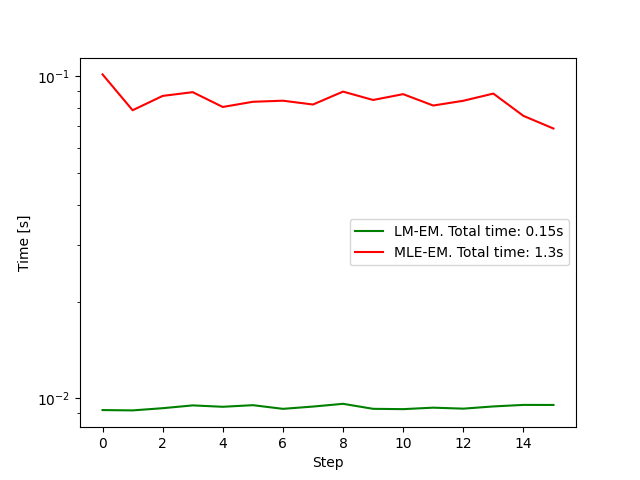 10⁻¹
10⁻²
Time [s]
LM-EM. Total time: 0.15s
MLE-EM. Total time: 1.3s
0 2 4 6 8 10 12 14
Step